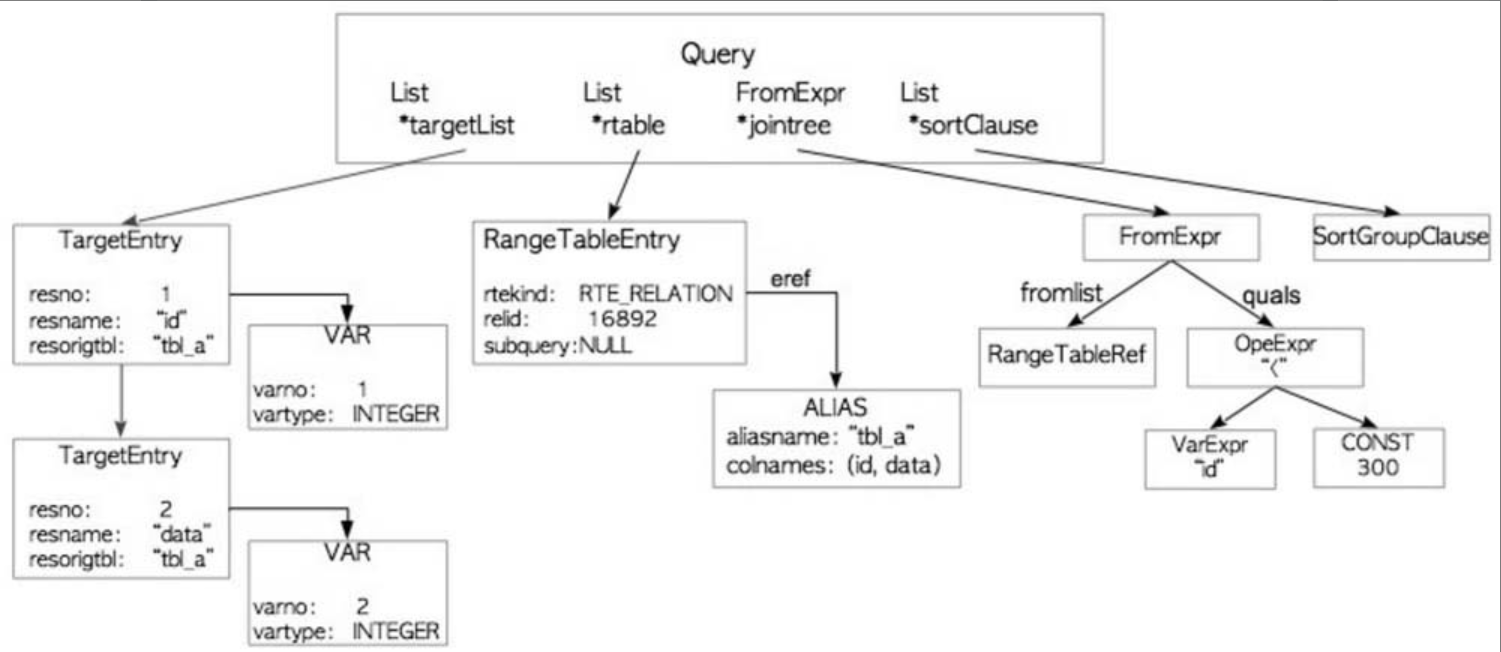 Query
List List FromExpr List
*targetList *rtable *jointree *sortClause
TargetEntry
resno: 1
resname: "id"
resorigtbl: "tbl_a"
VAR
varno: 1
vartype: INTEGER
TargetEntry
resno: 2
resname: "data"
resorigtbl: "tbl_a"
VAR
varno: 2
vartype: INTEGER
RangeTableEntry
rtekind: RTE_RELATION
relid: 16892
subquery:NULL
eref
ALIAS
aliasname: "tbl_a"
colnames: (id, data)
FromExpr
fromlist
quals
RangeTableRef
OpeExpr
"<"
VarExpr
"id"
CONST
300
SortGroupClause